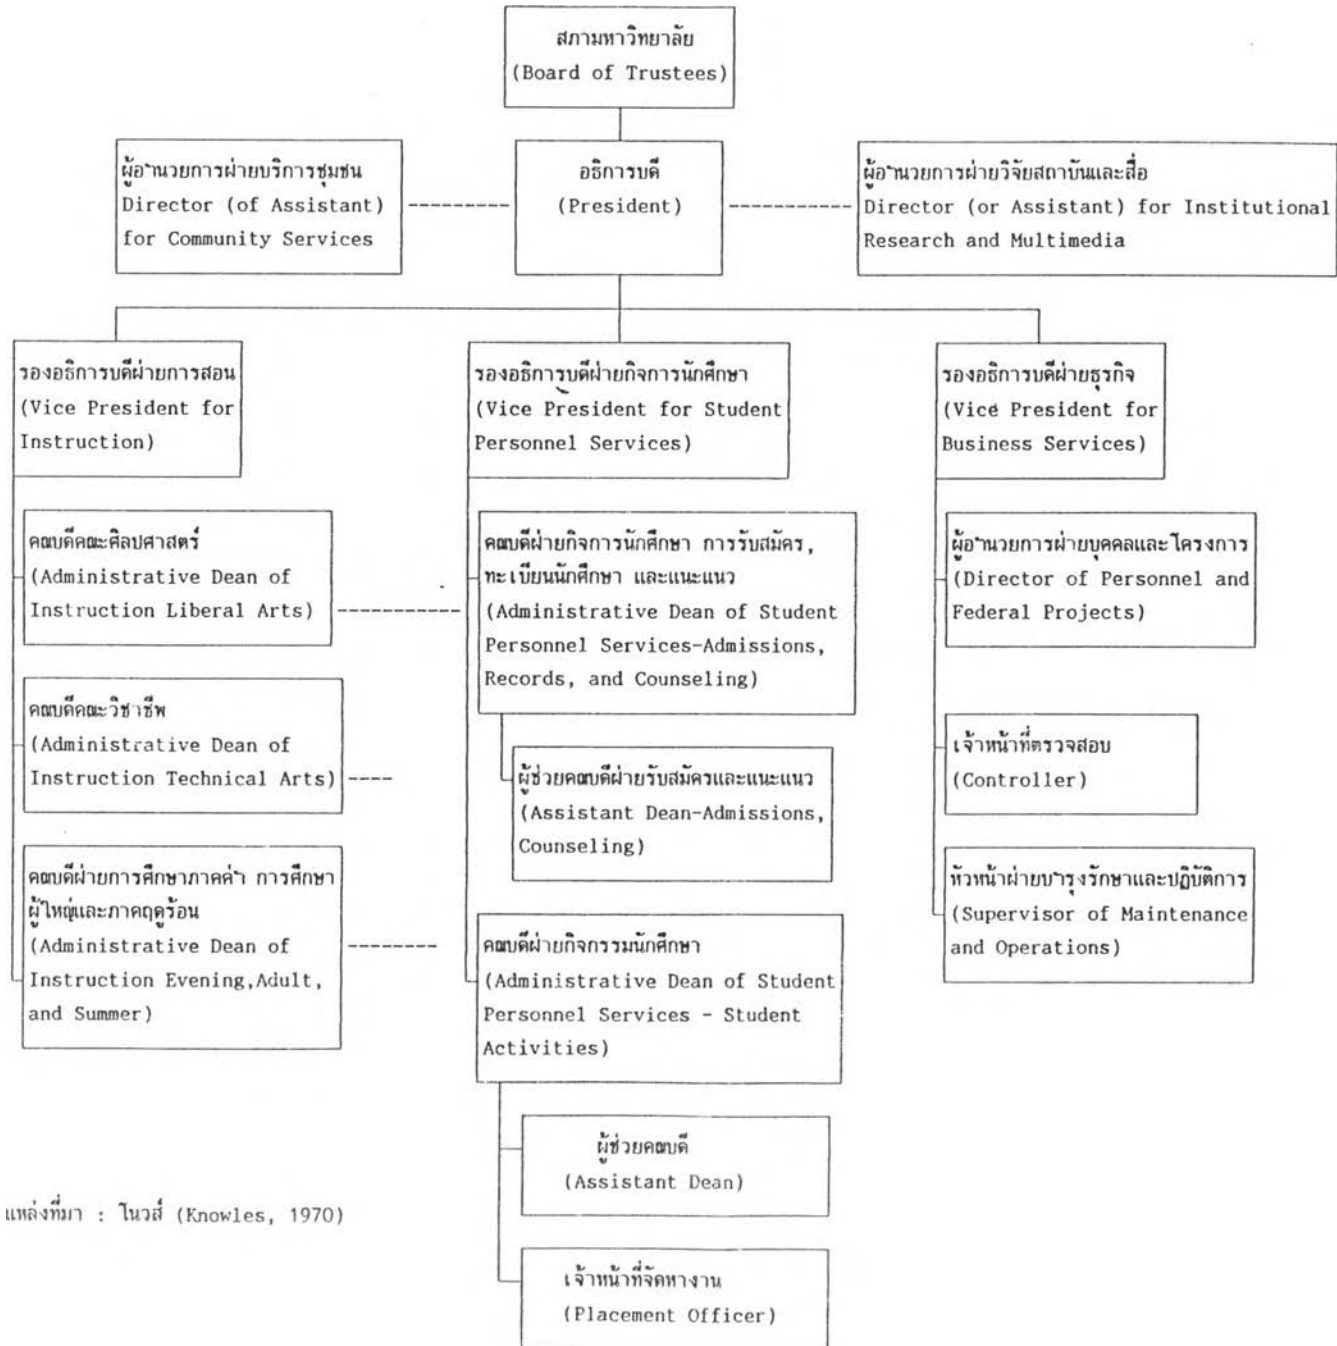 สภามหาวิทยาลัย
(Board of Trustees)
ผู้อำนวยการฝ่ายบริการชุมชน
Director (of Assistant)
for Community Services
อธิการบดี
(President)
ผู้อำนวยการฝ่ายวิจัยสถาบันและสื่อ
Director (or Assistant) for Institutional
Research and Multimedia
รองอธิการบดีฝ่ายการสอน
(Vice President for
Instruction)
รองอธิการบดีฝ่ายกิจการนักศึกษา
(Vice President for Student
Personnel Services)
รองอธิการบดีฝ่ายธุรกิจ
(Vice President for
Business Services)
คณบดีคณะศิลปศาสตร์
(Administrative Dean of
Instruction Liberal Arts)
คณบดีคณะวิชาชีพ
(Administrative Dean of
Instruction Technical Arts)
คณบดีฝ่ายการศึกษาภาคค่ำ การศึกษา
ผู้ใหญ่และภาคฤดูร้อน
(Administrative Dean of
Instruction Evening,Adult,
and Summer)
คณบดีฝ่ายกิจการนักศึกษา การรับสมัคร,
ทะเบียนนักศึกษา และแนะแนว
(Administrative Dean of Student
Personnel Services-Admissions,
Records, and Counseling)
ผู้ช่วยคณบดีฝ่ายรับสมัครและแนะแนว
(Assistant Dean-Admissions,
Counseling)
คณบดีฝ่ายกิจกรรมนักศึกษา
(Administrative Dean of Student
Personnel Services - Student
Activities)
ผู้ช่วยคณบดี
(Assistant Dean)
เจ้าหน้าที่จัดหางาน
(Placement Officer)
ผู้อำนวยการฝ่ายบุคคลและโครงการ
(Director of Personnel and
Federal Projects)
เจ้าหน้าที่ตรวจสอบ
(Controller)
หัวหน้าฝ่ายบำรุงรักษาและปฏิบัติการ
(Supervisor of Maintenance
and Operations)
แหล่งที่มา : โนวส์ (Knowles, 1970)